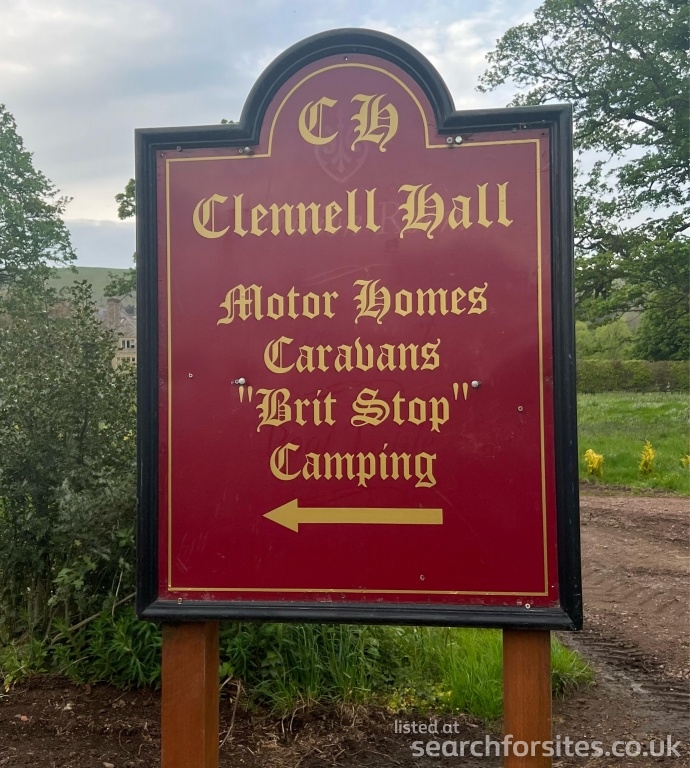 C H
Clennell Hall
Motor Homes
Caravans
"Brit Stop"
Camping
listed at
searchforsites.co.uk